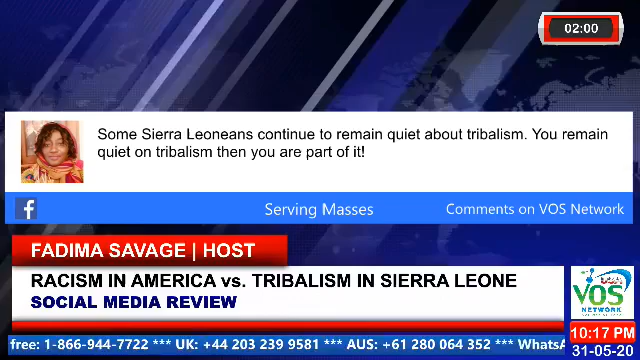 02:00
Some Sierra Leoneans continue to remain quiet about tribalism. You remain
quiet on tribalism then you are part of it!
f
Serving Masses
Comments on VOS Network
FADIMA SAVAGE | HOST
RACISM IN AMERICA vs. TRIBALISM IN SIERRA LEONE
SOCIAL MEDIA REVIEW
VOS
NETWORK
10:17 PM
free: 1-866-944-7722 *** UK: +44 203 239 9581 *** AUS: +61 280 064 352 *** WhatsA
31-05-20